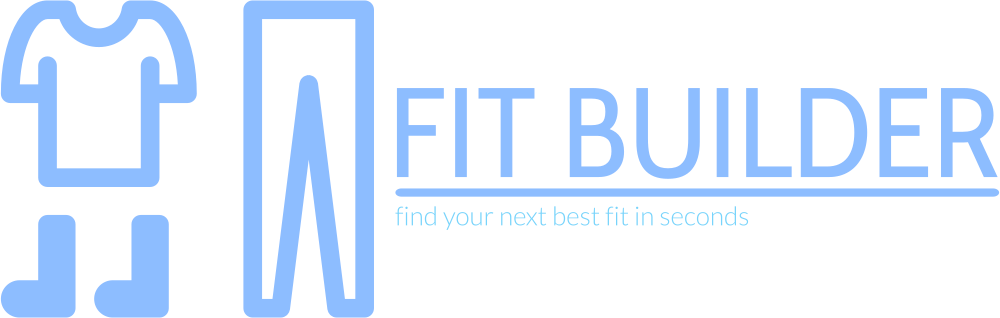 FIT BUILDER
find your next best fit in seconds